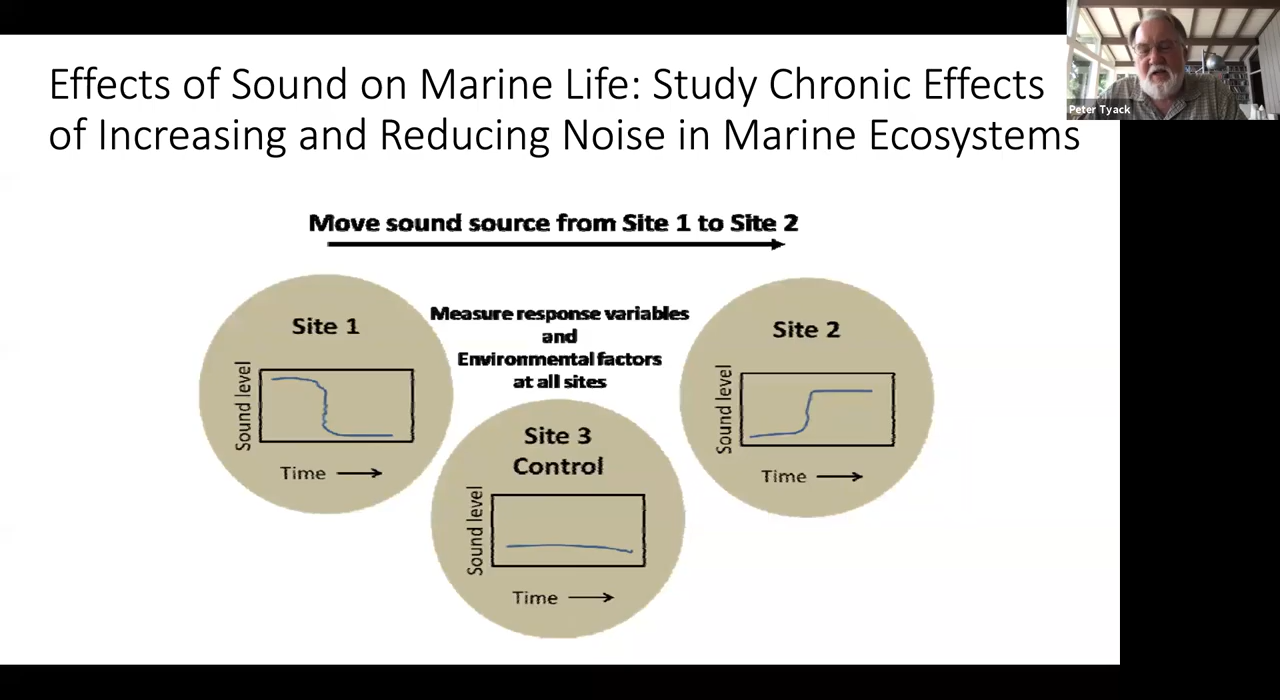 Effects of Sound on Marine Life: Study Chronic Effects
of Increasing and Reducing Noise in Marine Ecosystems
Peter Tyack
Move sound source from Site 1 to Site 2
Site 1
Sound level
Time
Measure response variables
and
Environmental factors
at all sites
Site 2
Sound level
Time
Site 3
Control
Sound level
Time